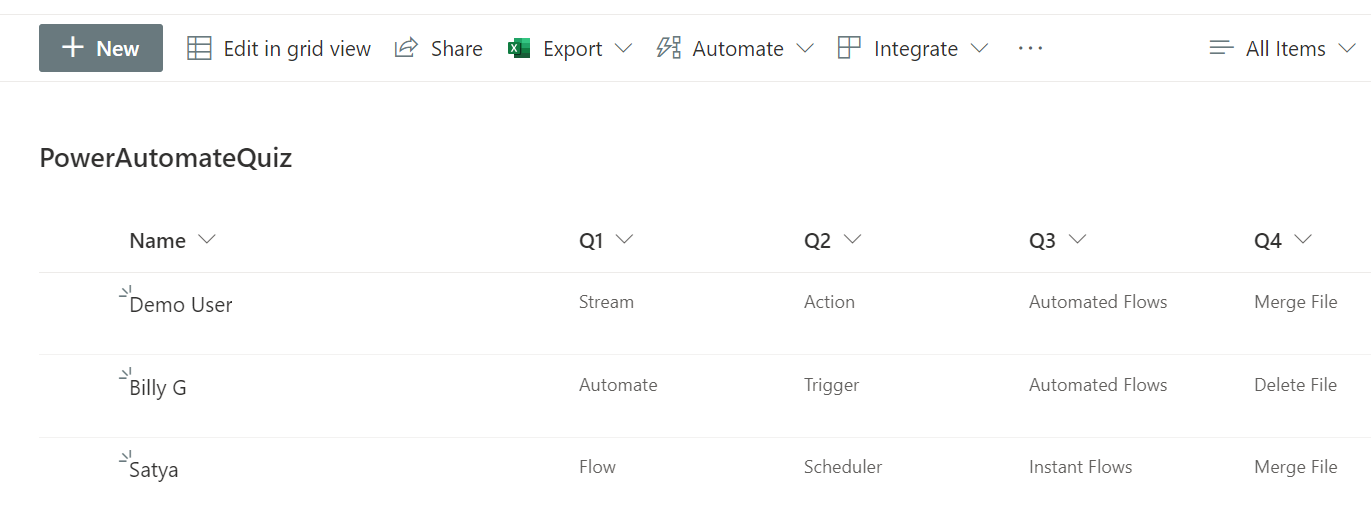 New Edit in grid view Share Export Automate Integrate ··· All Items
PowerAutomateQuiz
Name Q1 Q2 Q3 Q4
Demo User Stream Action Automated Flows Merge File
Billy G Automate Trigger Automated Flows Delete File
Satya Flow Scheduler Instant Flows Merge File